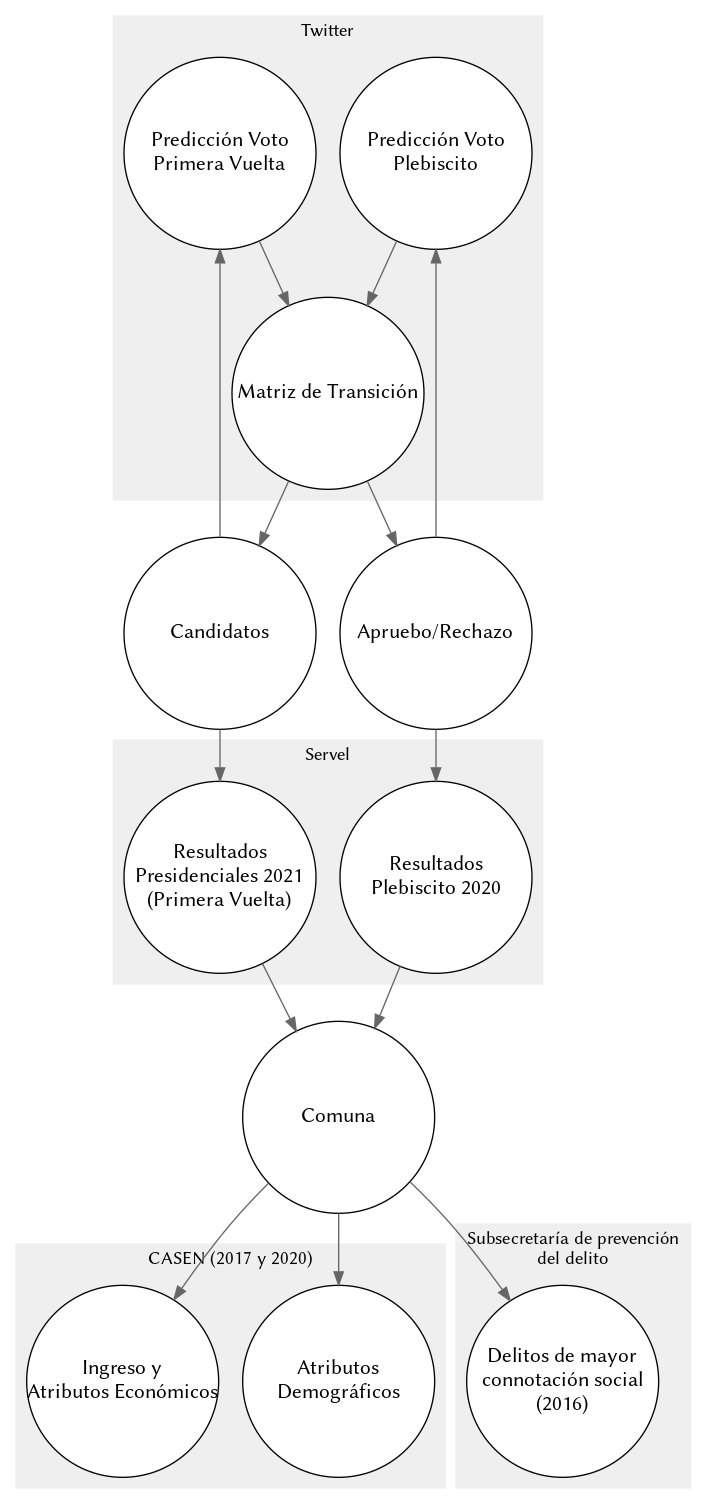 Twitter
Predicción Voto
Primera Vuelta
Predicción Voto
Plebiscito
Matriz de Transición
Candidatos
Apruebo/Rechazo
Servel
Resultados
Presidenciales 2021
(Primera Vuelta)
Resultados
Plebiscito 2020
Comuna
CASEN (2017 y 2020)
Subsecretaría de prevención
del delito
Ingreso y
Atributos Económicos
Atributos
Demográficos
Delitos de mayor
connotación social
(2016)